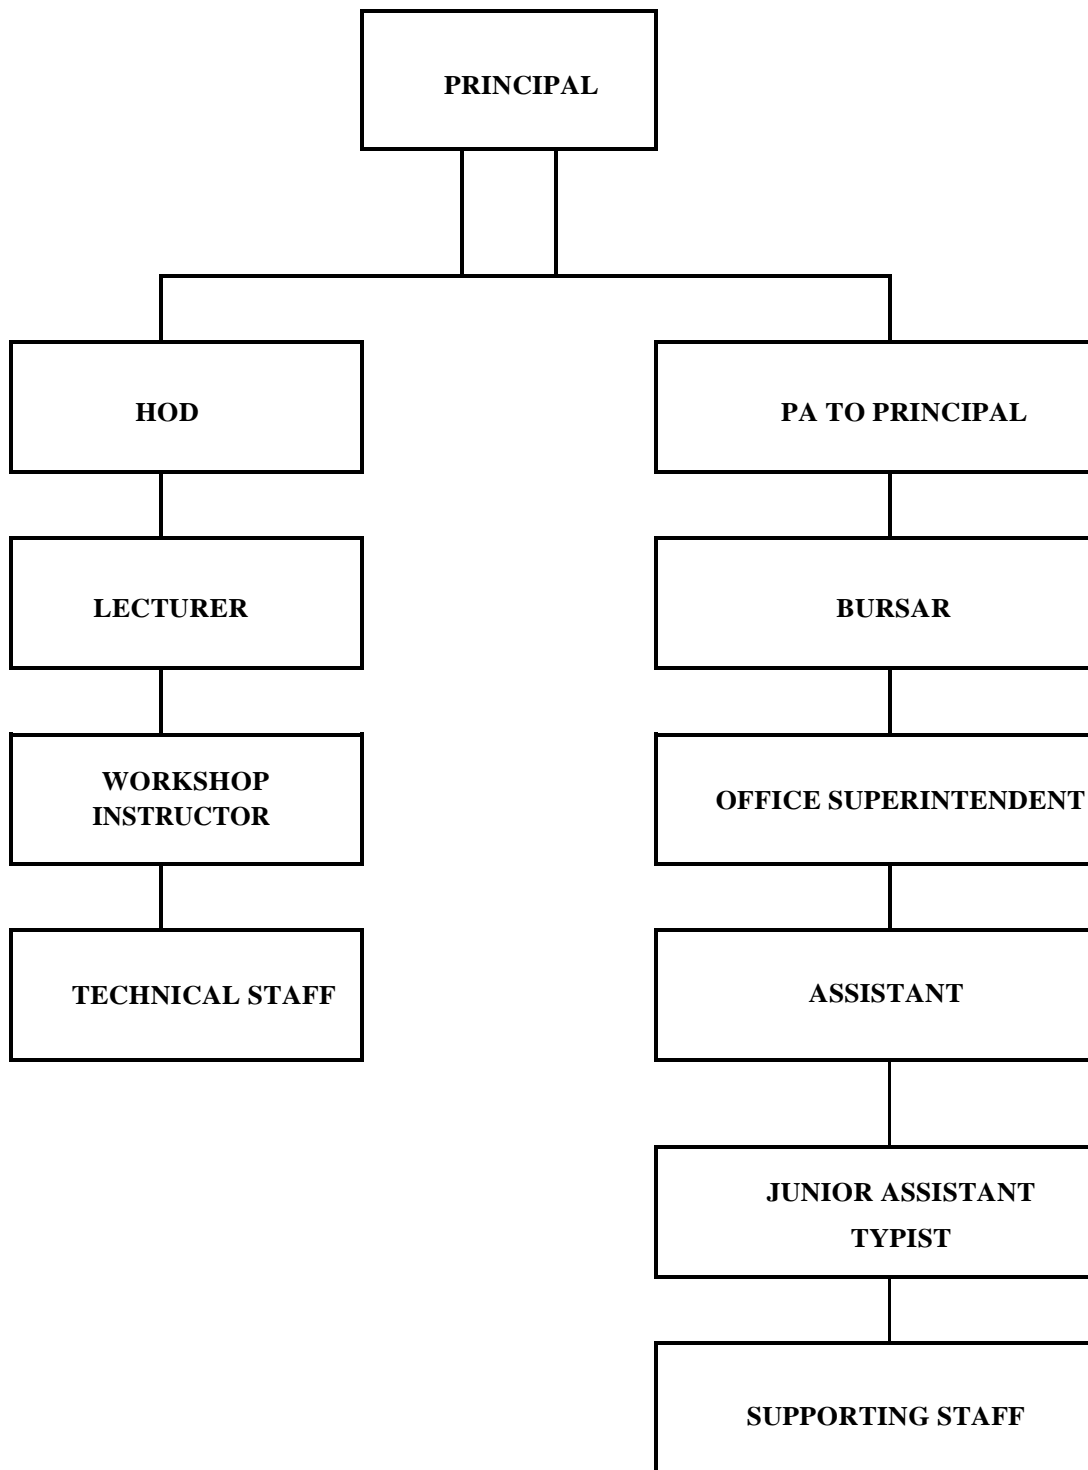 PRINCIPAL
HOD
PA TO PRINCIPAL
LECTURER
BURSAR
WORKSHOP
INSTRUCTOR
OFFICE SUPERINTENDENT
TECHNICAL STAFF
ASSISTANT
JUNIOR ASSISTANT
TYPIST
SUPPORTING STAFF